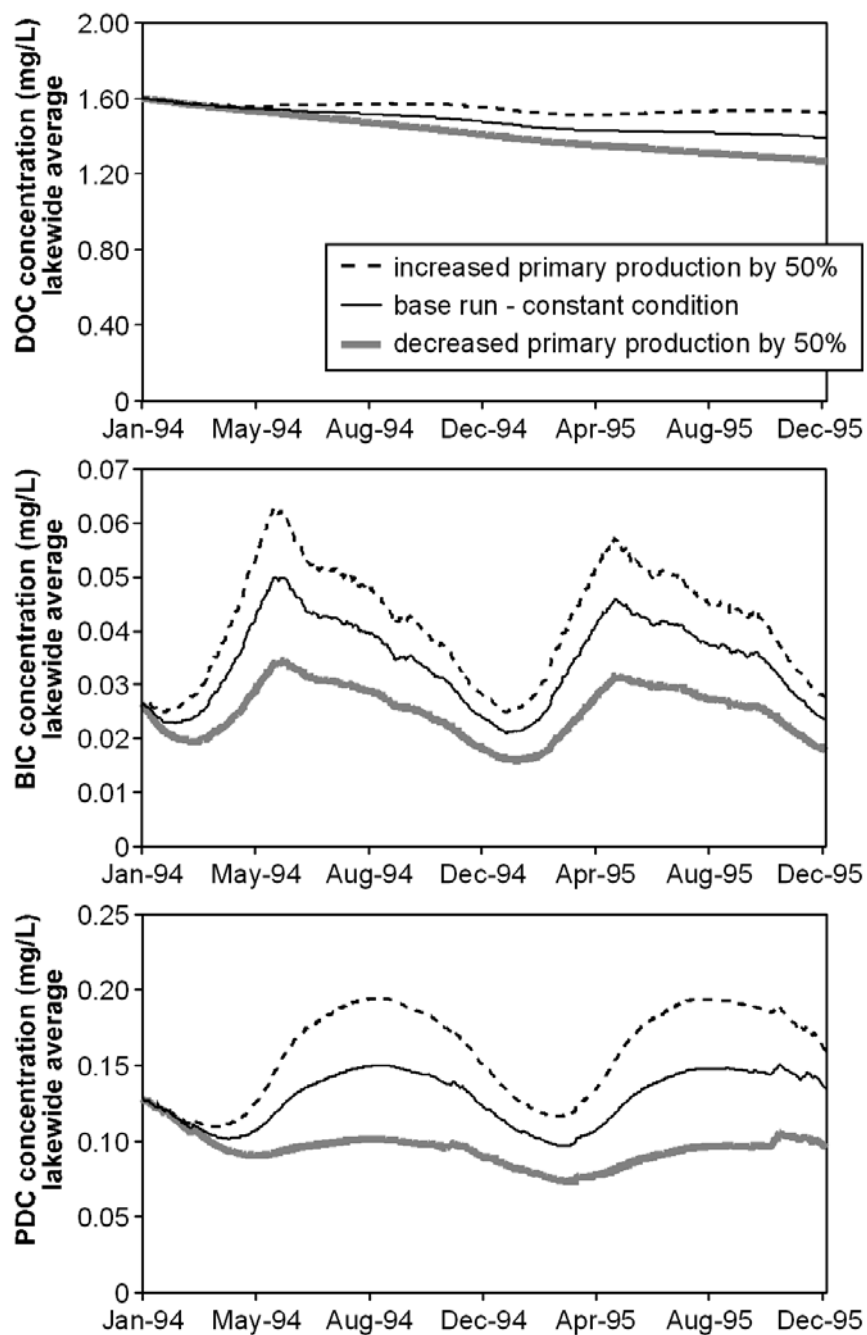 DOC concentration (mg/L)
lakewide average
2.00
1.60
1.20
0.80
0.40
0
increased primary production by 50%
base run - constant condition
decreased primary production by 50%
Jan-94 May-94 Aug-94 Dec-94 Apr-95 Aug-95 Dec-95
BIC concentration (mg/L)
lakewide average
0.07
0.06
0.05
0.04
0.03
0.02
0.01
0
Jan-94 May-94 Aug-94 Dec-94 Apr-95 Aug-95 Dec-95
PDC concentration (mg/L)
lakewide average
0.25
0.20
0.15
0.10
0.05
0
Jan-94 May-94 Aug-94 Dec-94 Apr-95 Aug-95 Dec-95